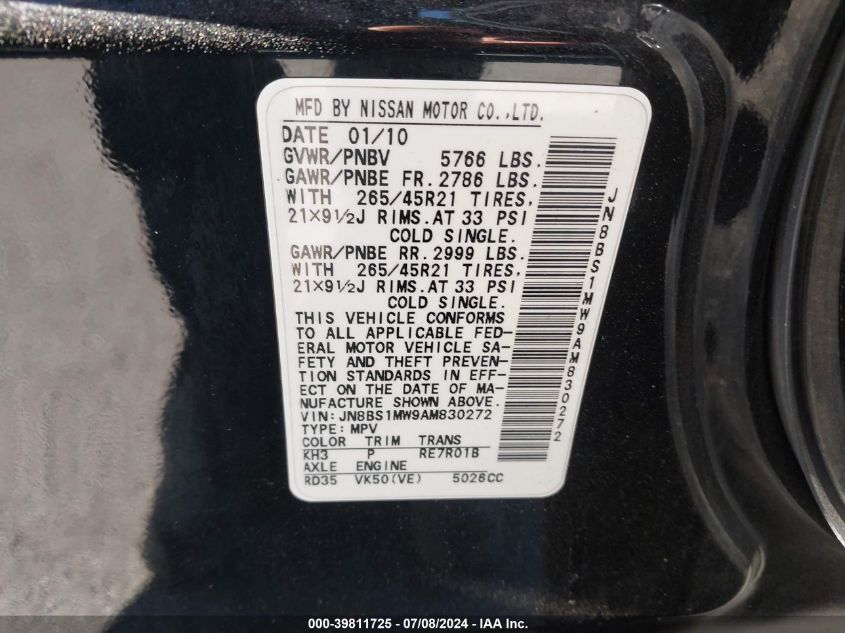 MFD BY NISSAN MOTOR CO.,LTD.
DATE 01/10
GVWR/PNBV 5766 LBS.
GAWR/PNBE FR.2786 LBS.
WITH 265/45R21 TIRES,
21×9½J RIMS.AT 33 PSI
COLD SINGLE.
GAWR/PNBE RR.2999 LBS.
WITH 265/45R21 TIRES,
21×9½J RIMS.AT 33 PSI
COLD SINGLE.
THIS VEHICLE CONFORMS
TO ALL APPLICABLE FED-
ERAL MOTOR VEHICLE SA-
FETY AND THEFT PREVEN-
TION STANDARDS IN EFF-
ECT ON THE DATE OF MA-
NUFACTURE SHOWN ABOVE.
VIN:JN8BS1MW9AM830272
TYPE: MPV
COLOR TRIM TRANS
KH3 P RE7R01B
AXLE ENGINE
RD35 VK50(VE) 5026CC
JN8BS1MW9AM830272
000-39811725 - 07/08/2024 - IAA Inc.